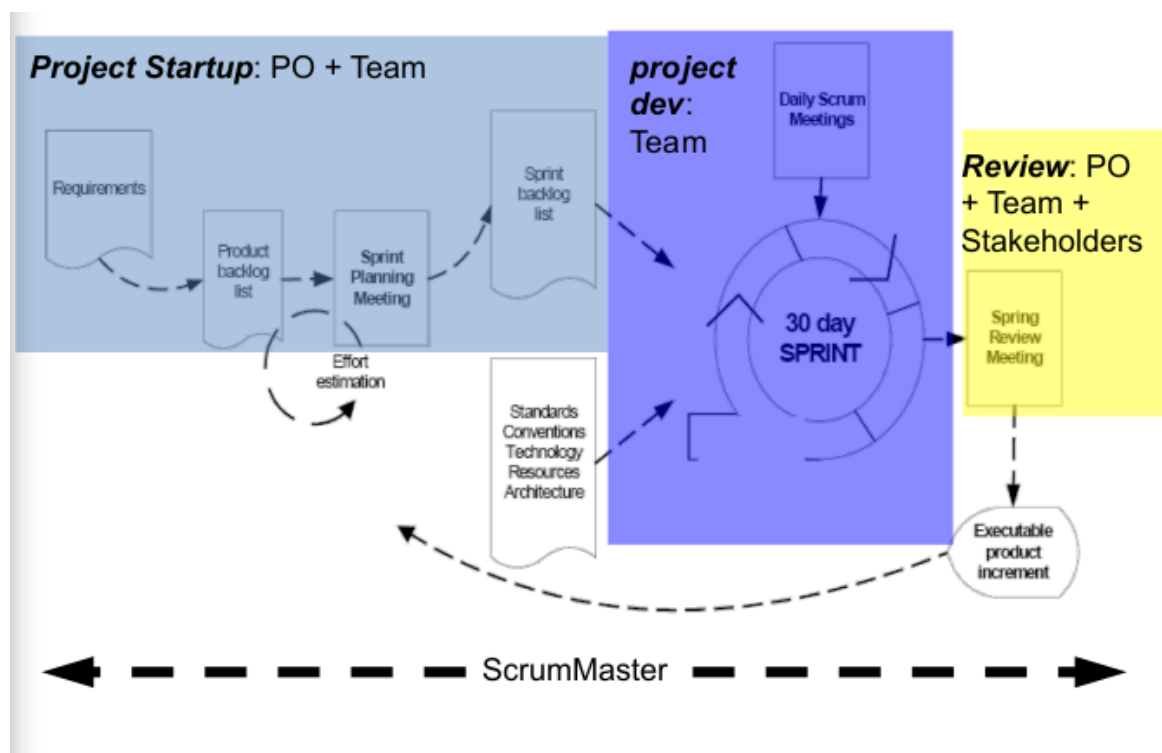 Project Startup: PO + Team
Requirements
Product
backlog
list
Sprint
Planning
Meeting
Effort
estimation
Sprint
backlog
list
Standards
Conventions
Technology
Resources
Architecture
project
dev:
Team
Daily Scrum
Meetings
30 day
SPRINT
Review: PO
+ Team +
Stakeholders
Spring
Review
Meeting
Executable
product
increment
ScrumMaster